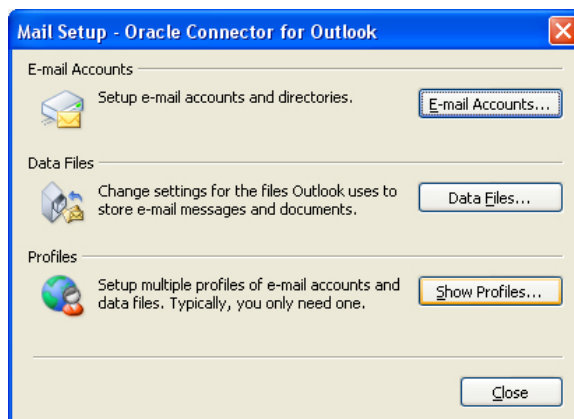 Mail Setup - Oracle Connector for Outlook
E-mail Accounts
Setup e-mail accounts and directories.
E-mail Accounts...
Data Files
Change settings for the files Outlook uses to
store e-mail messages and documents.
Data Files...
Profiles
Setup multiple profiles of e-mail accounts and
data files. Typically, you only need one.
Show Profiles...
Close